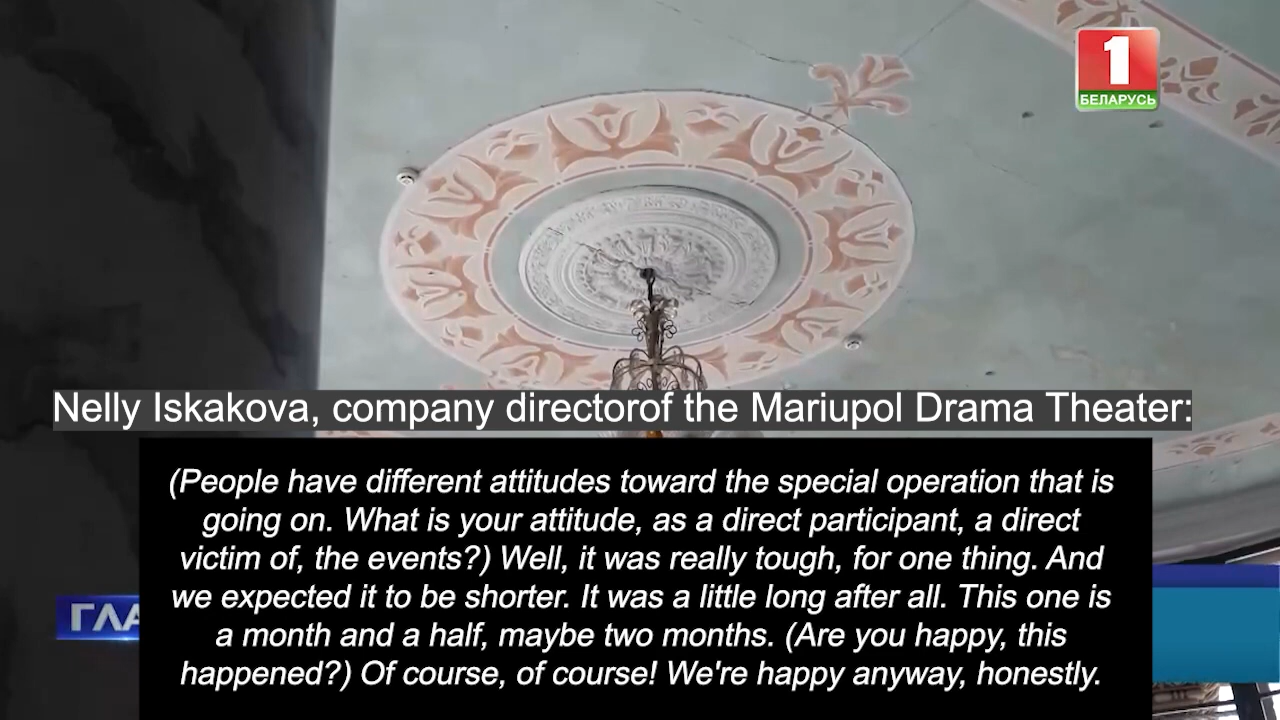 1
БЕЛАРУСЬ
Nelly Iskakova, company directorof the Mariupol Drama Theater:
(People have different attitudes toward the special operation that is
going on. What is your attitude, as a direct participant, a direct
victim of, the events?) Well, it was really tough, for one thing. And
we expected it to be shorter. It was a little long after all. This one is
a month and a half, maybe two months. (Are you happy, this
happened?) Of course, of course! We're happy anyway, honestly.
ГЛА